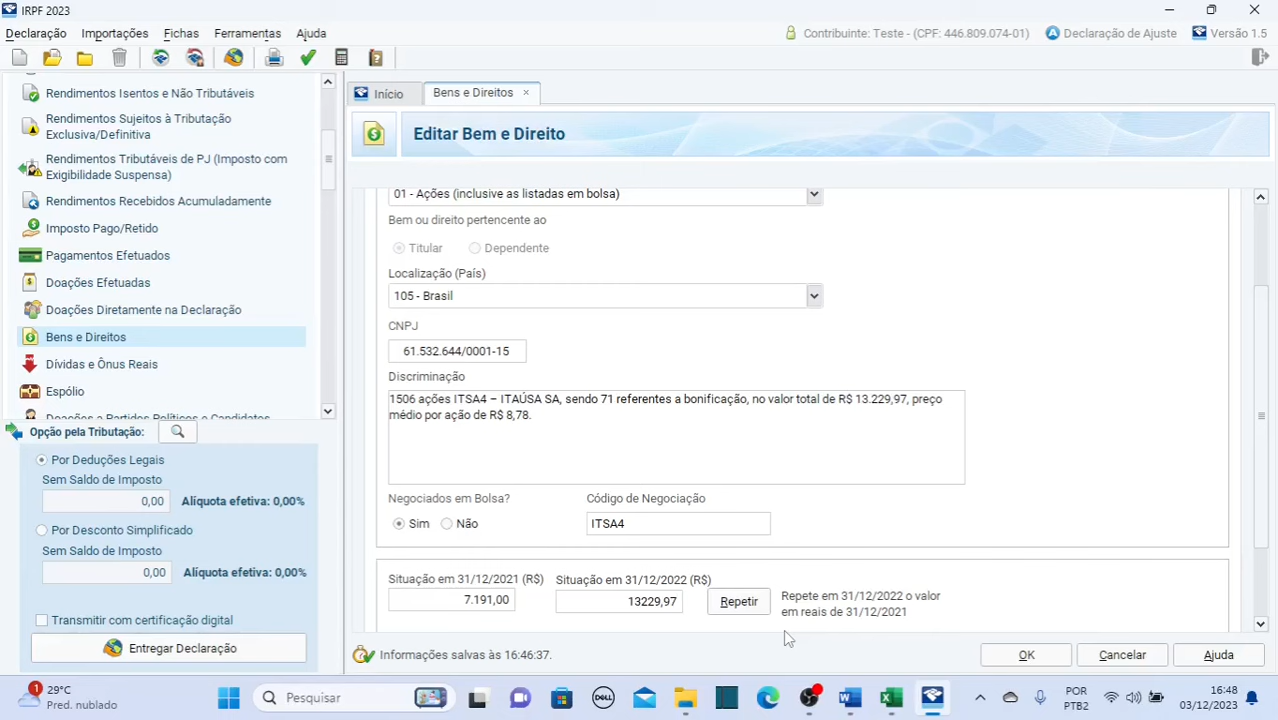 IRPF 2023
Declaração Importações Fichas Ferramentas Ajuda
Contribuinte: Teste - (CPF: 446.809.074-01) Declaração de Ajuste Versão 1.5
Rendimentos Isentos e Não Tributáveis
Rendimentos Sujeitos à Tributação
Exclusiva/Definitiva
Rendimentos Tributáveis de PJ (Imposto com
Exigibilidade Suspensa)
Rendimentos Recebidos Acumuladamente
Imposto Pago/Retido
Pagamentos Efetuados
Doações Efetuadas
Doações Diretamente na Declaração
Bens e Direitos
Dívidas e Ônus Reais
Espólio
Doações a Partidos Políticos e Candidatos
Opção pela Tributação:
Por Deduções Legais
Sem Saldo de Imposto
0,00 Alíquota efetiva: 0,00%
Por Desconto Simplificado
Sem Saldo de Imposto
0,00 Alíquota efetiva: 0,00%
Transmitir com certificação digital
Entregar Declaração
Início Bens e Direitos ×
Editar Bem e Direito
01 - Ações (inclusive as listadas em bolsa)
Bem ou direito pertencente ao
Titular Dependente
Localização (País)
105 - Brasil
CNPJ
61.532.644/0001-15
Discriminação
1506 ações ITSA4 – ITAÚSA SA, sendo 71 referentes a bonificação, no valor total de R$ 13.229,97, preço
médio por ação de R$ 8,78.
Negociados em Bolsa? Código de Negociação
Sim Não ITSA4
Situação em 31/12/2021 (R$) Situação em 31/12/2022 (R$)
7.191,00 13229,97 Repetir Repete em 31/12/2022 o valor
em reais de 31/12/2021
Informações salvas às 16:46:37. OK Cancelar Ajuda
1 29°C
Pred. nublado
Pesquisar
DELL
POR
PTB2
16:48
03/12/2023